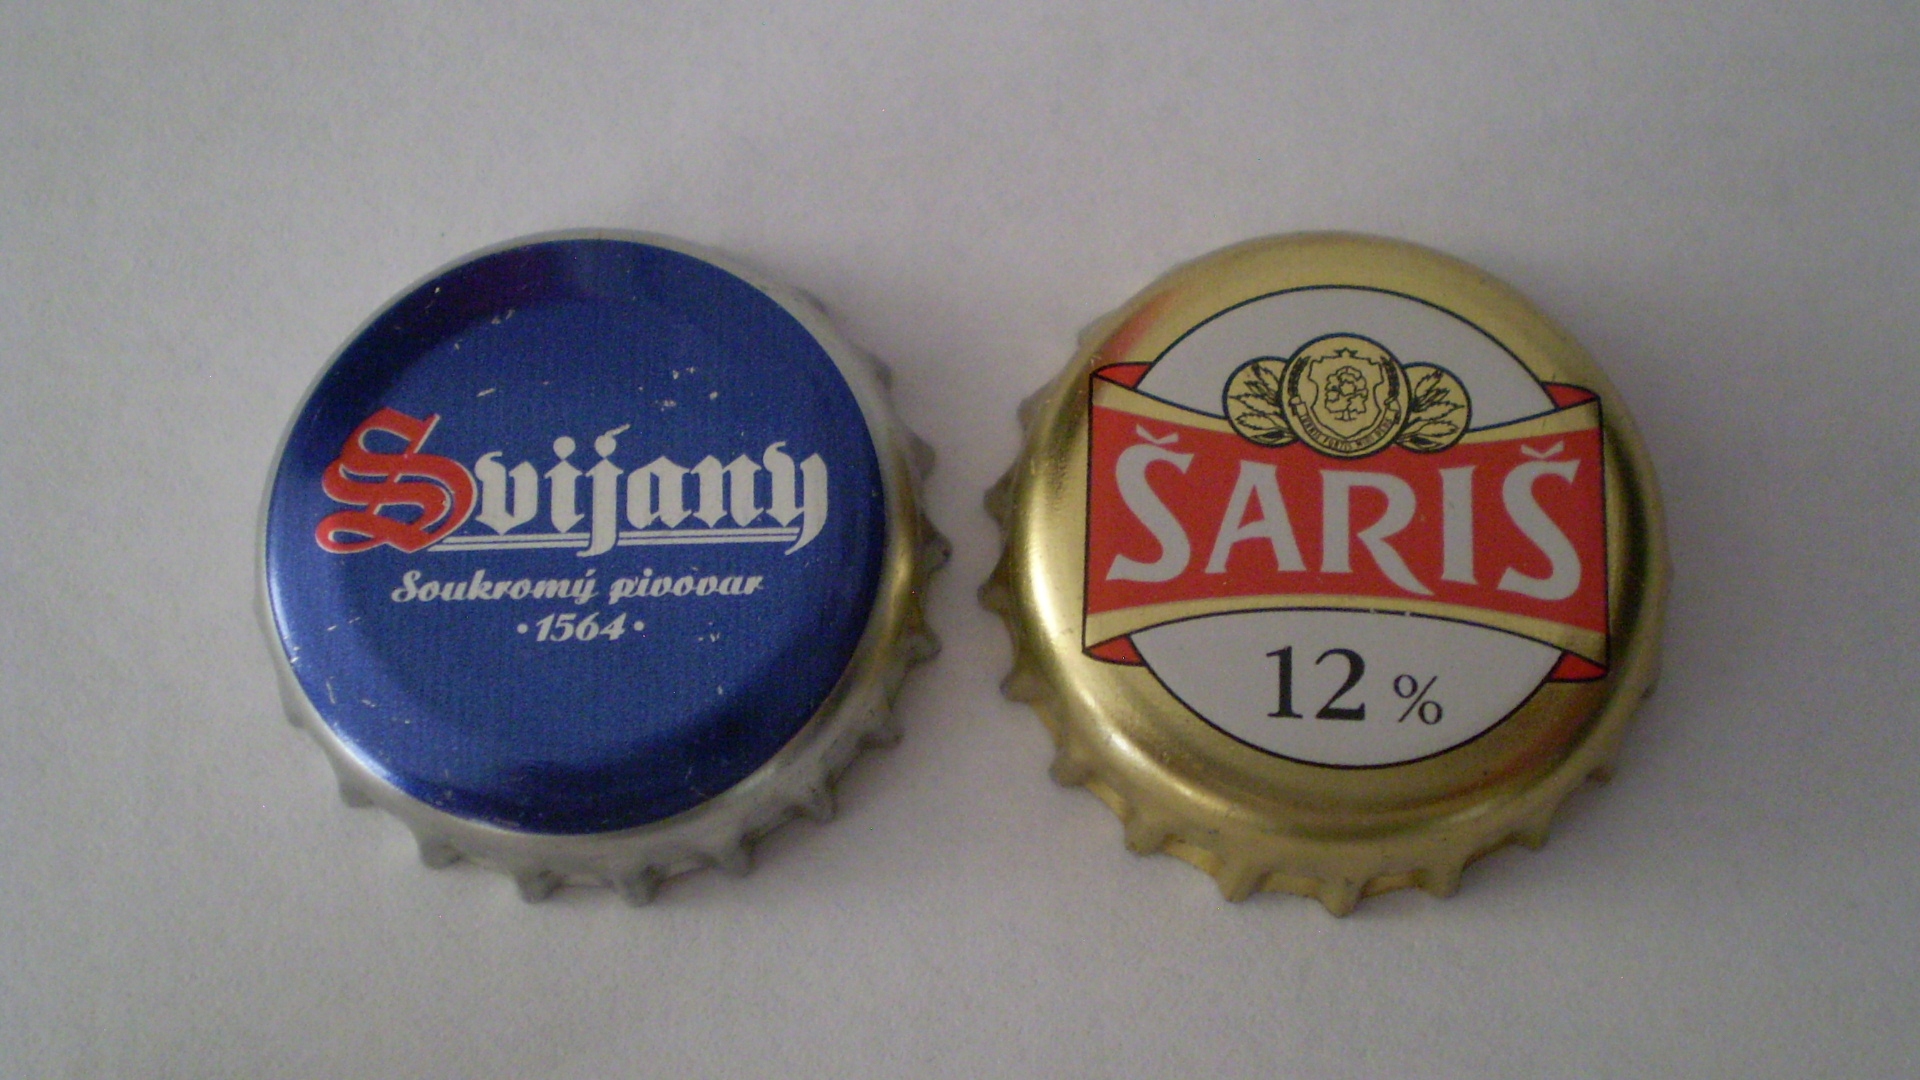 Svijany
Soukromý pivovar
•1564•
ŠARIŠ
12 %